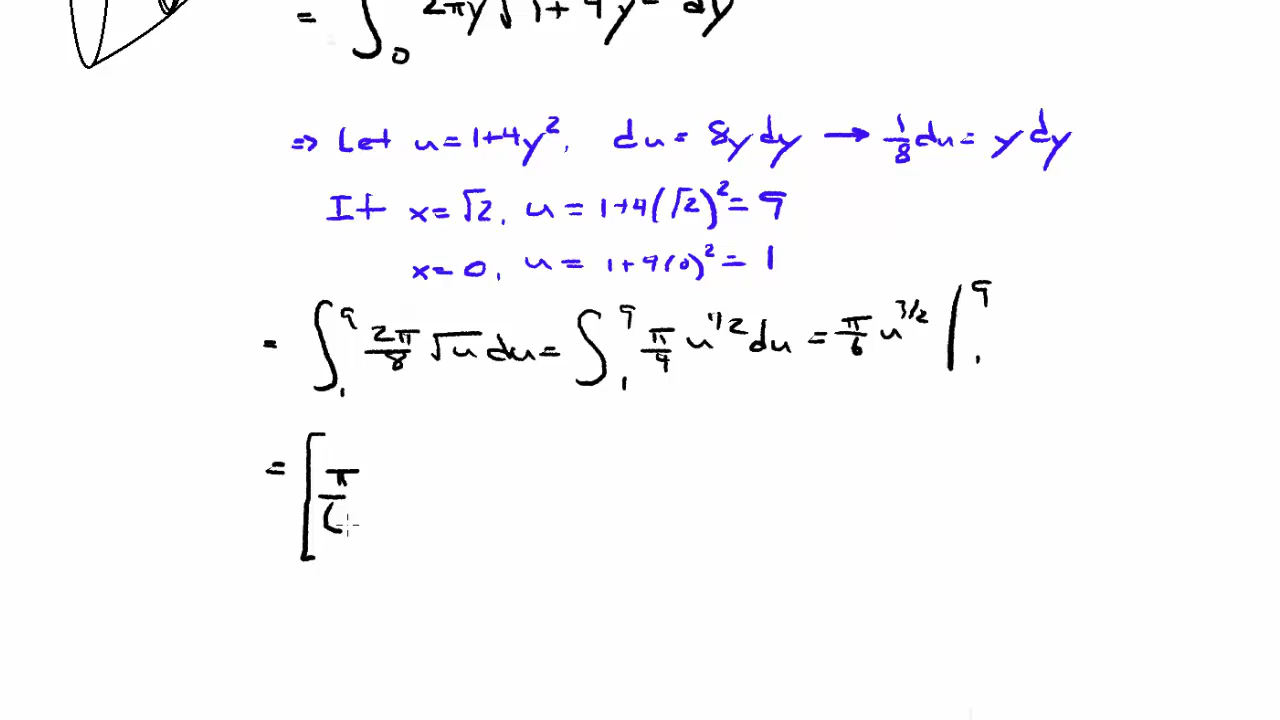 = ∫₀ 2πy√1+4y² dy
⇒ Let u=1+4y², du= 8y dy → 1/8 du= y dy
If x=√2, u=1+4(√2)²=9
x=0, u= 1+4(0)²= 1
= ∫₁⁹ 2π/8 √u du= ∫₁⁹ π/4 u^1/2 du = π/6 u^3/2 |₁⁹
= [π/6